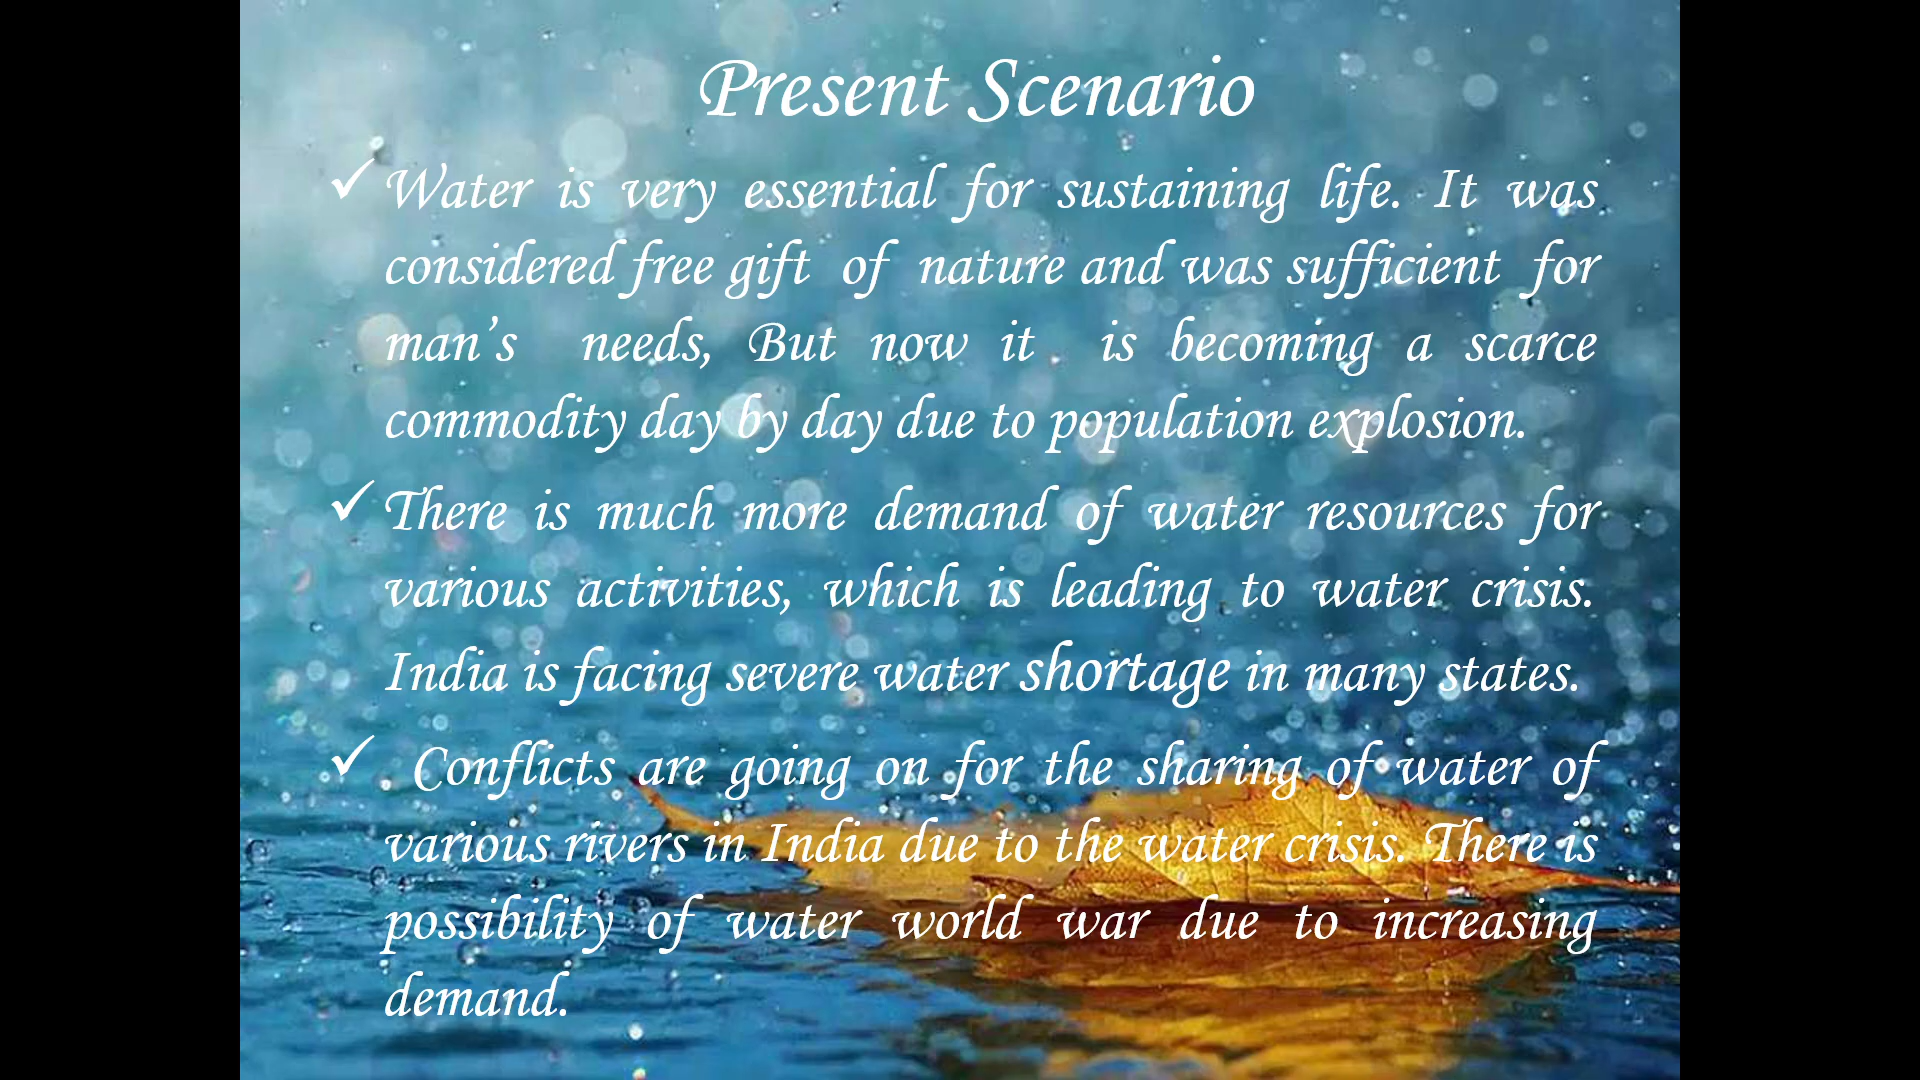 Present Scenario
✓ Water is very essential for sustaining life. It was
considered free gift of nature and was sufficient for
man’s needs, But now it is becoming a scarce
commodity day by day due to population explosion.
✓ There is much more demand of water resources for
various activities, which is leading to water crisis.
India is facing severe water shortage in many states.
✓ Conflicts are going on for the sharing of water of
various rivers in India due to the water crisis. There is
possibility of water world war due to increasing
demand.